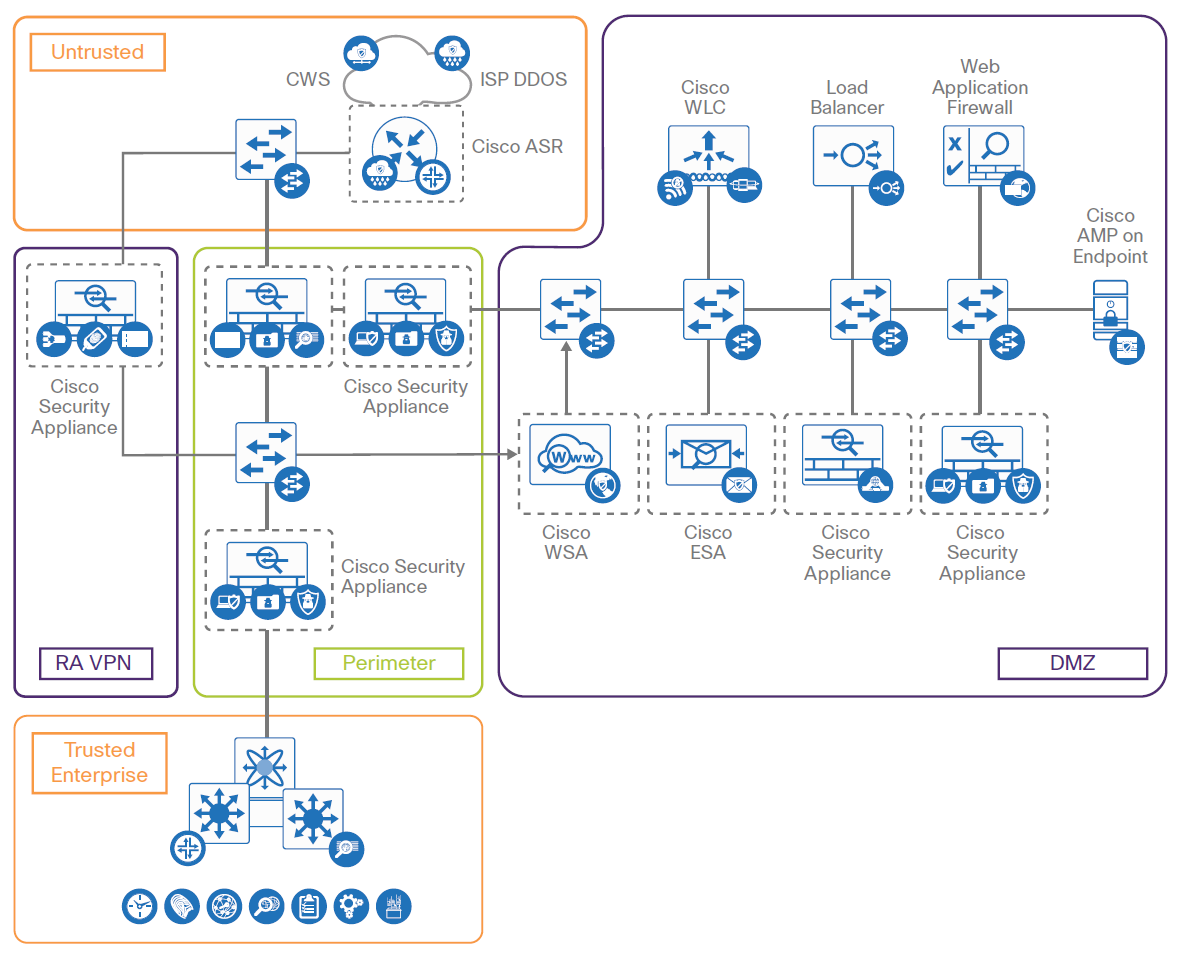 Untrusted
CWS
ISP DDOS
Cisco ASR
Cisco
WLC
Load
Balancer
Web
Application
Firewall
X
Cisco
AMP on
Endpoint
Cisco
Security
Appliance
Cisco Security
Appliance
Www
Cisco
WSA
Cisco
ESA
Cisco
Security
Appliance
Cisco
Security
Appliance
Cisco Security
Appliance
RA VPN
Perimeter
DMZ
Trusted
Enterprise